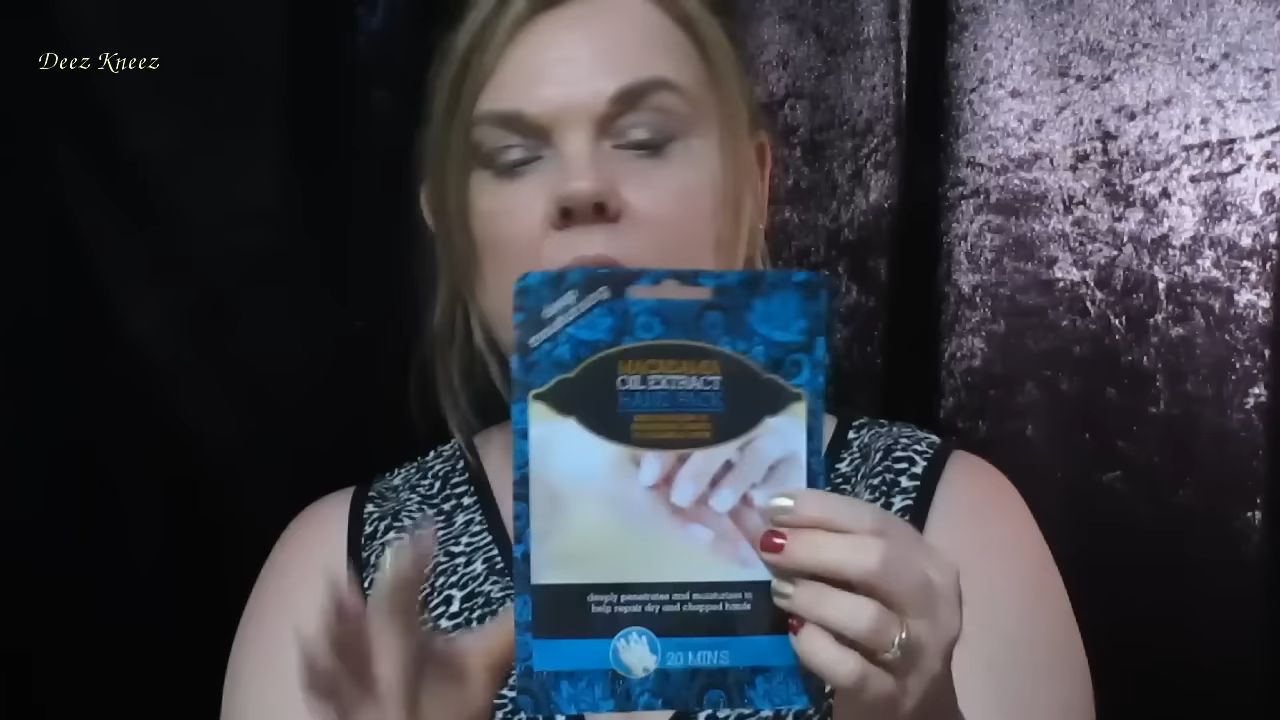 Deez Kneez
MACADAMIA
OIL EXTRACT
HAND PACK
deeply penetrates and moisturises to
help repair dry and chapped hands
20 MINS